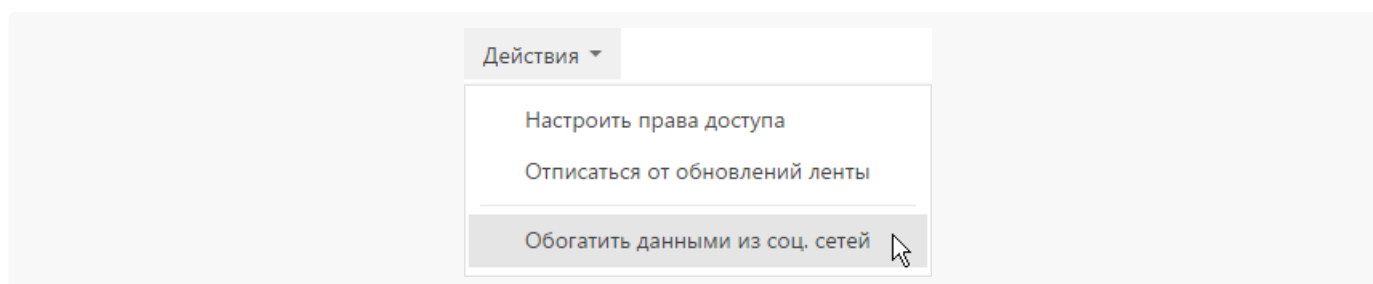 Действия
Настроить права доступа
Отписаться от обновлений ленты
Обогатить данными из соц. сетей